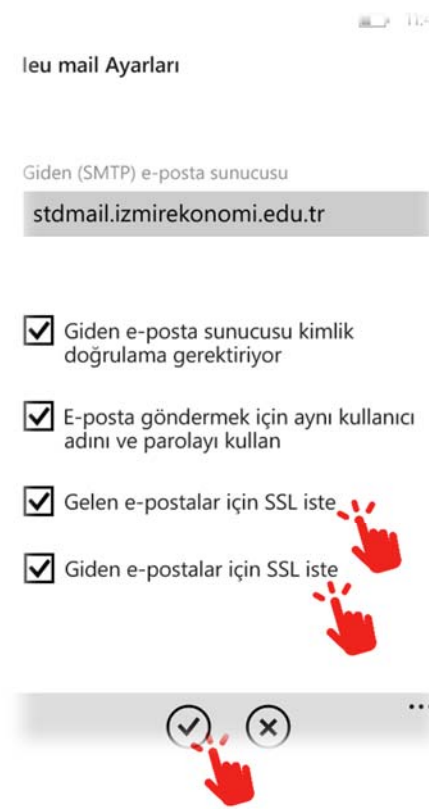 Ieu mail Ayarları
Giden (SMTP) e-posta sunucusu
stdmail.izmirekonomi.edu.tr
Giden e-posta sunucusu kimlik
doğrulama gerektiriyor
E-posta göndermek için aynı kullanıcı
adını ve parolayı kullan
Gelen e-postalar için SSL iste
Giden e-postalar için SSL iste